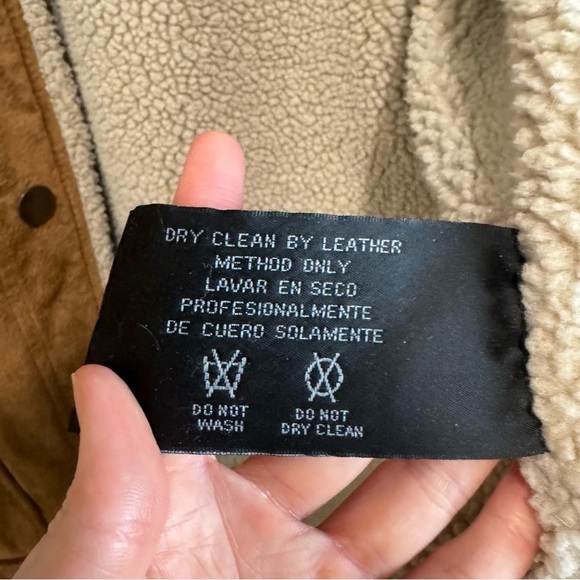 DRY CLEAN BY LEATHER
METHOD ONLY
LAVAR EN SECO
PROFESIONALMENTE
DE CUERO SOLAMENTE
DO NOT
WASH
DO NOT
DRY CLEAN